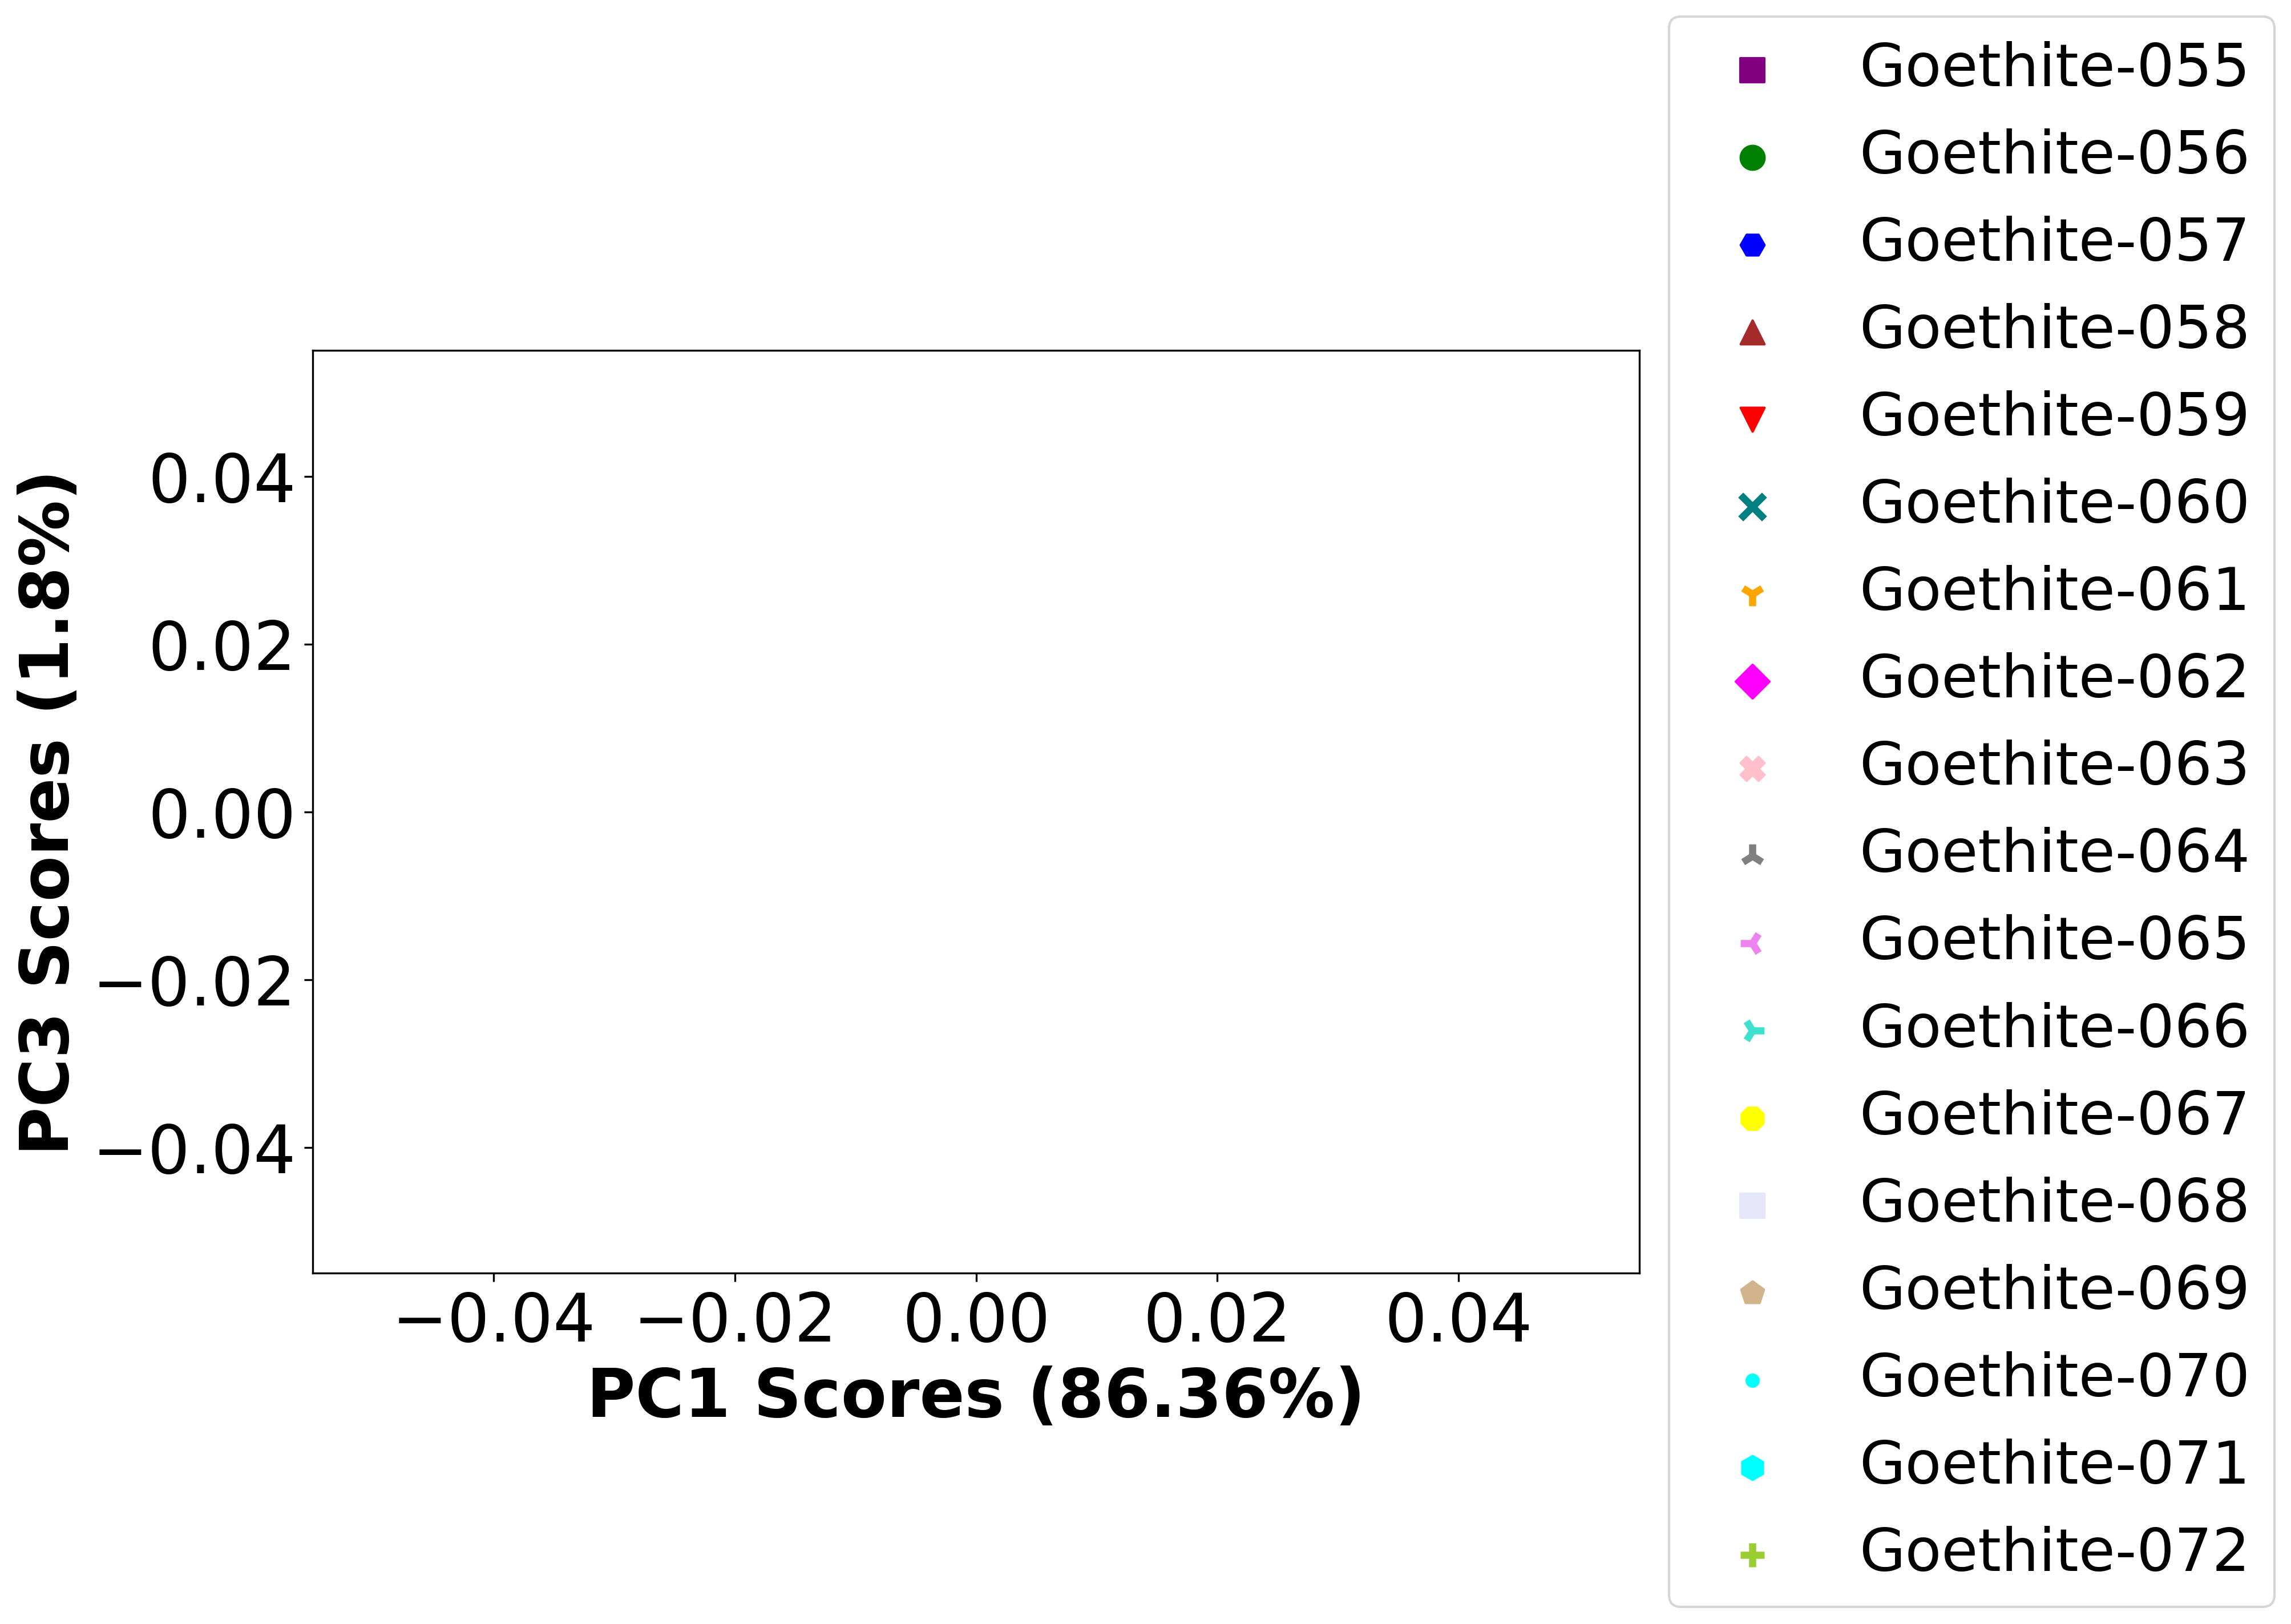 PC3 Scores (1.8%)
0.04
0.02
0.00
−0.02
−0.04
−0.04
−0.02
0.00
0.02
0.04
PC1 Scores (86.36%)
Goethite-055
Goethite-056
Goethite-057
Goethite-058
Goethite-059
Goethite-060
Goethite-061
Goethite-062
Goethite-063
Goethite-064
Goethite-065
Goethite-066
Goethite-067
Goethite-068
Goethite-069
Goethite-070
Goethite-071
Goethite-072